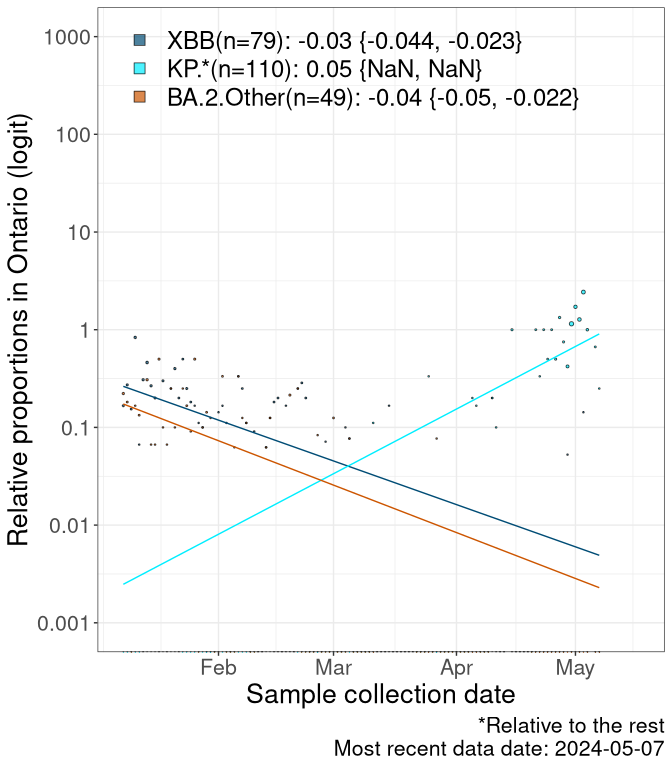 XBB(n=79): -0.03 {-0.044, -0.023}
KP.*(n=110): 0.05 {NaN, NaN}
BA.2.Other(n=49): -0.04 {-0.05, -0.022}
Relative proportions in Ontario (logit)
1000
100
10
1
0.1
0.01
0.001
Feb Mar Apr May
Sample collection date
*Relative to the rest
Most recent data date: 2024-05-07